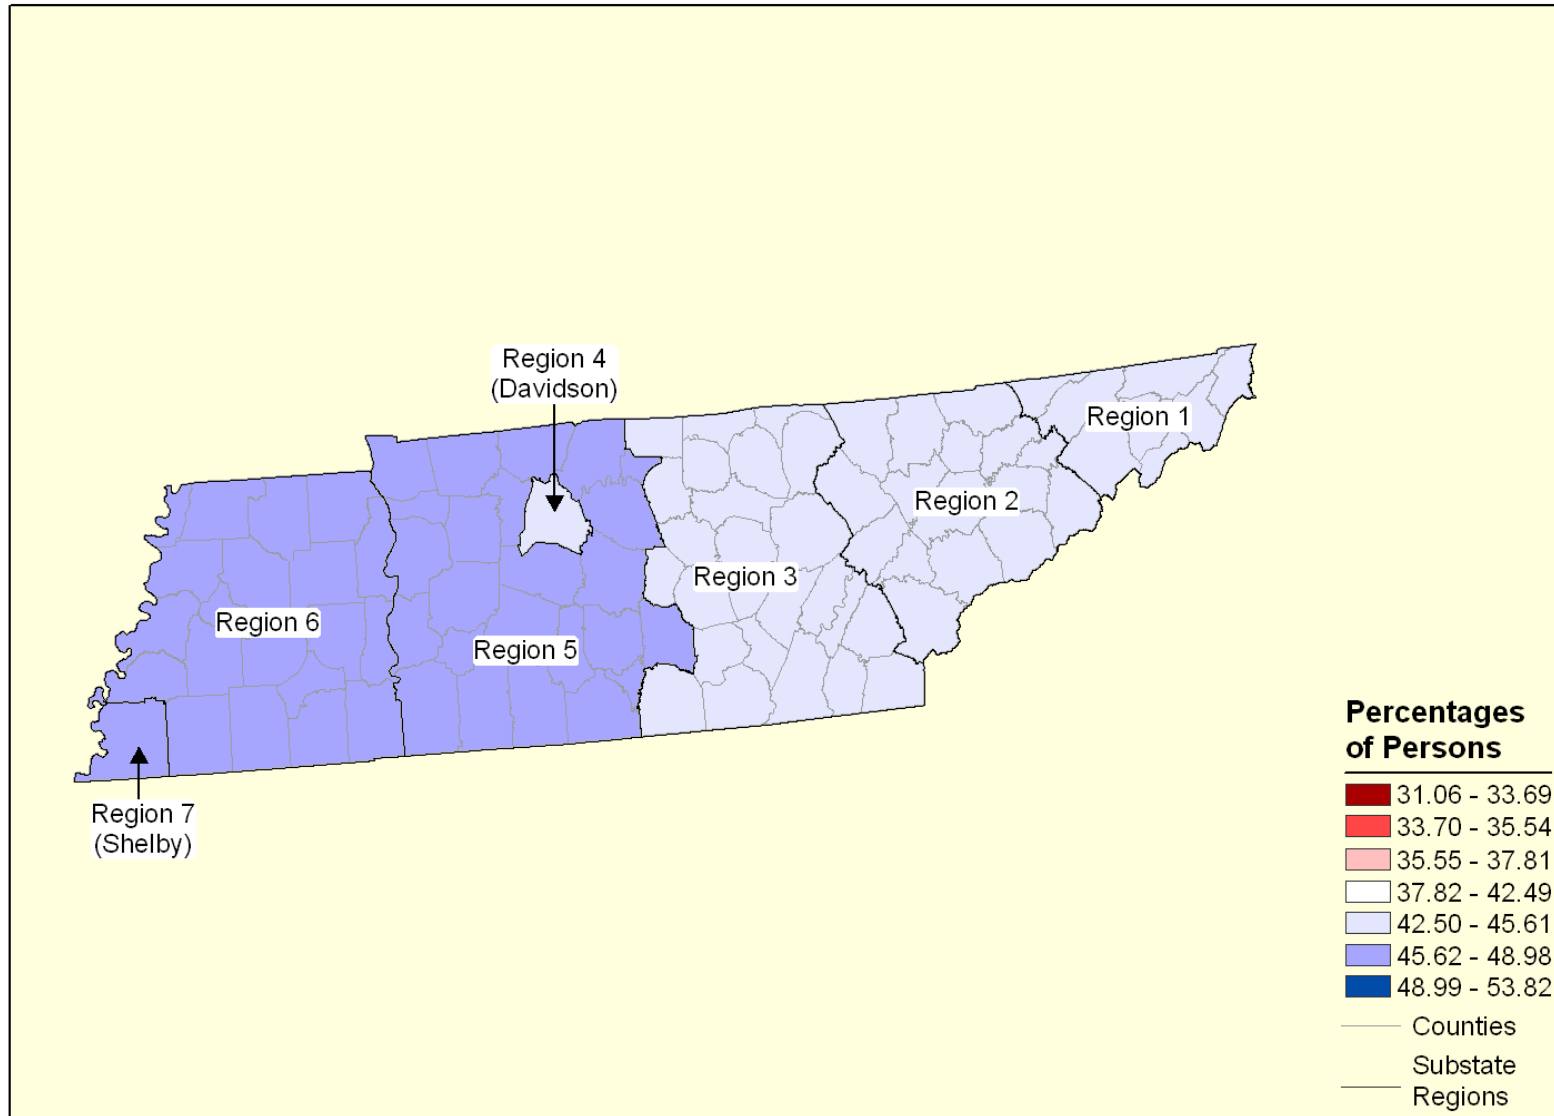 Region 4
(Davidson)
Region 1
Region 2
Region 3
Region 6
Region 5
Region 7
(Shelby)
Percentages
of Persons
31.06 - 33.69
33.70 - 35.54
35.55 - 37.81
37.82 - 42.49
42.50 - 45.61
45.62 - 48.98
48.99 - 53.82
Counties
Substate
Regions